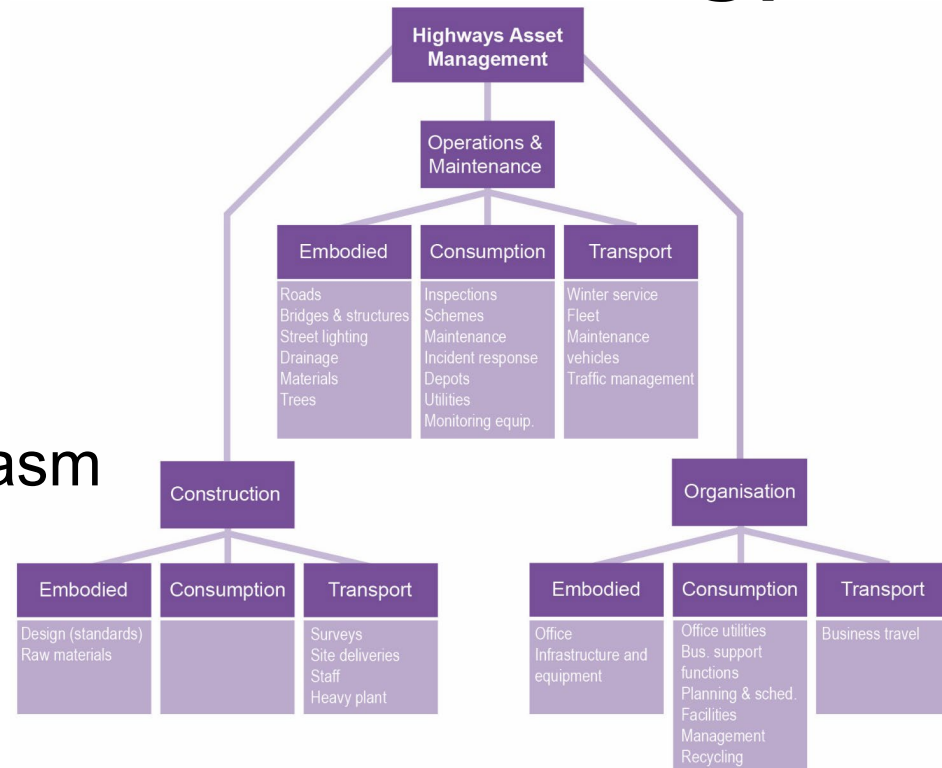 Highways Asset
Management
Operations &
Maintenance
Embodied
Roads
Bridges & structures
Street lighting
Drainage
Materials
Trees
Consumption
Inspections
Schemes
Maintenance
Incident response
Depots
Utilities
Monitoring equip.
Transport
Winter service
Fleet
Maintenance
vehicles
Traffic management
asm
Construction
Embodied
Design (standards)
Raw materials
Consumption
Transport
Surveys
Site deliveries
Staff
Heavy plant
Organisation
Embodied
Office
Infrastructure and
equipment
Consumption
Office utilities
Bus. support
functions
Planning & sched.
Facilities
Management
Recycling
Transport
Business travel